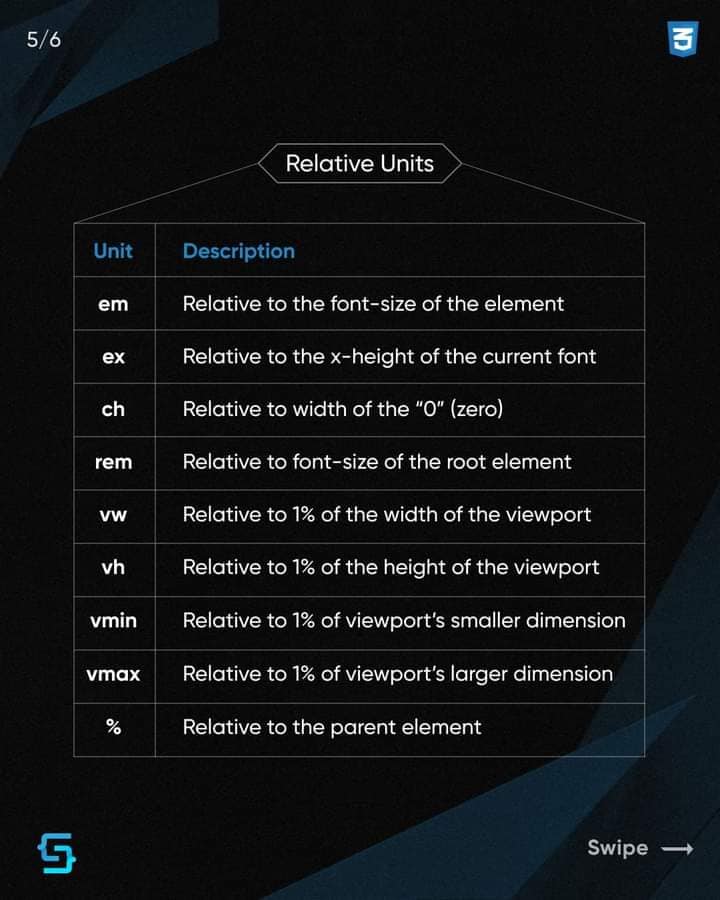 5/6
Relative Units
Unit Description
em Relative to the font-size of the element
ex Relative to the x-height of the current font
ch Relative to width of the “0” (zero)
rem Relative to font-size of the root element
vw Relative to 1% of the width of the viewport
vh Relative to 1% of the height of the viewport
vmin Relative to 1% of viewport’s smaller dimension
vmax Relative to 1% of viewport’s larger dimension
% Relative to the parent element
Swipe